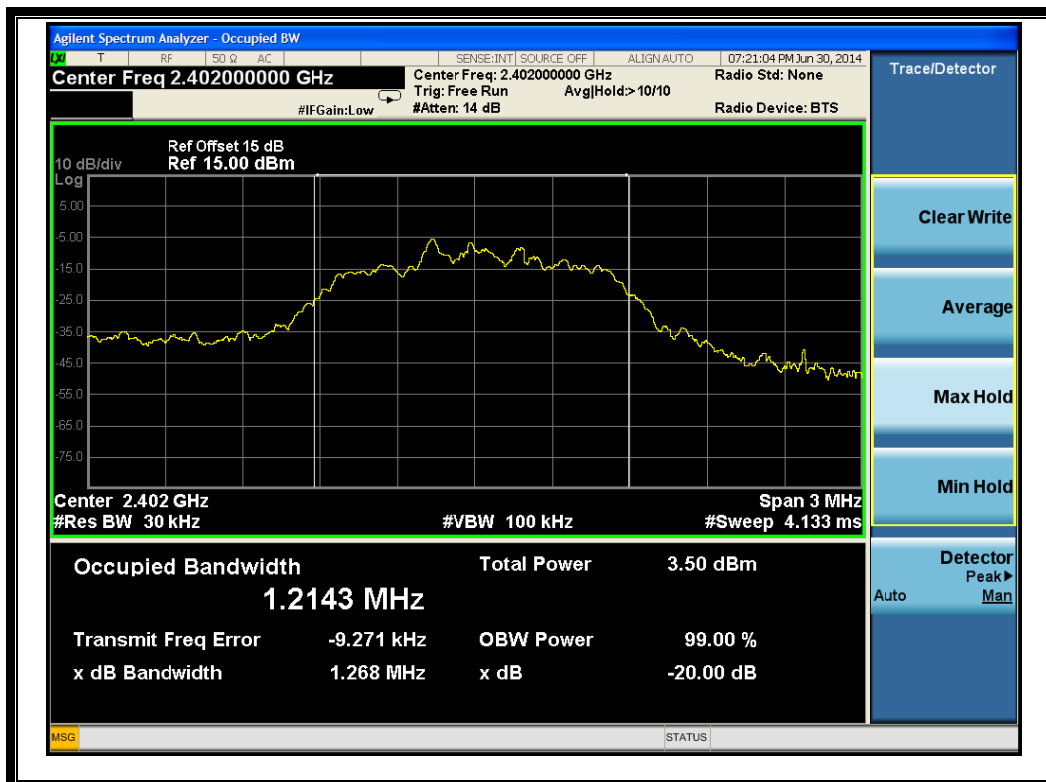 Agilent Spectrum Analyzer - Occupied BW
LXI T RF 50 Ω AC SENSE:INT SOURCE OFF ALIGNAUTO 07:21:04 PM Jun 30, 2014
Center Freq 2.402000000 GHz
Center Freq: 2.402000000 GHz
Radio Std: None
Trig: Free Run Avg|Hold:>10/10
#IFGain:Low
#Atten: 14 dB
Radio Device: BTS
Trace/Detector
Ref Offset 15 dB
10 dB/div Ref 15.00 dBm
Log
5.00
-5.00
-15.0
-25.0
-35.0
-45.0
-55.0
-65.0
-75.0
Center 2.402 GHz Span 3 MHz
#Res BW 30 kHz #VBW 100 kHz #Sweep 4.133 ms
Occupied Bandwidth Total Power 3.50 dBm
1.2143 MHz
Transmit Freq Error -9.271 kHz OBW Power 99.00 %
x dB Bandwidth 1.268 MHz x dB -20.00 dB
Clear Write
Average
Max Hold
Min Hold
Detector
Peak▶
Auto Man
MSG STATUS